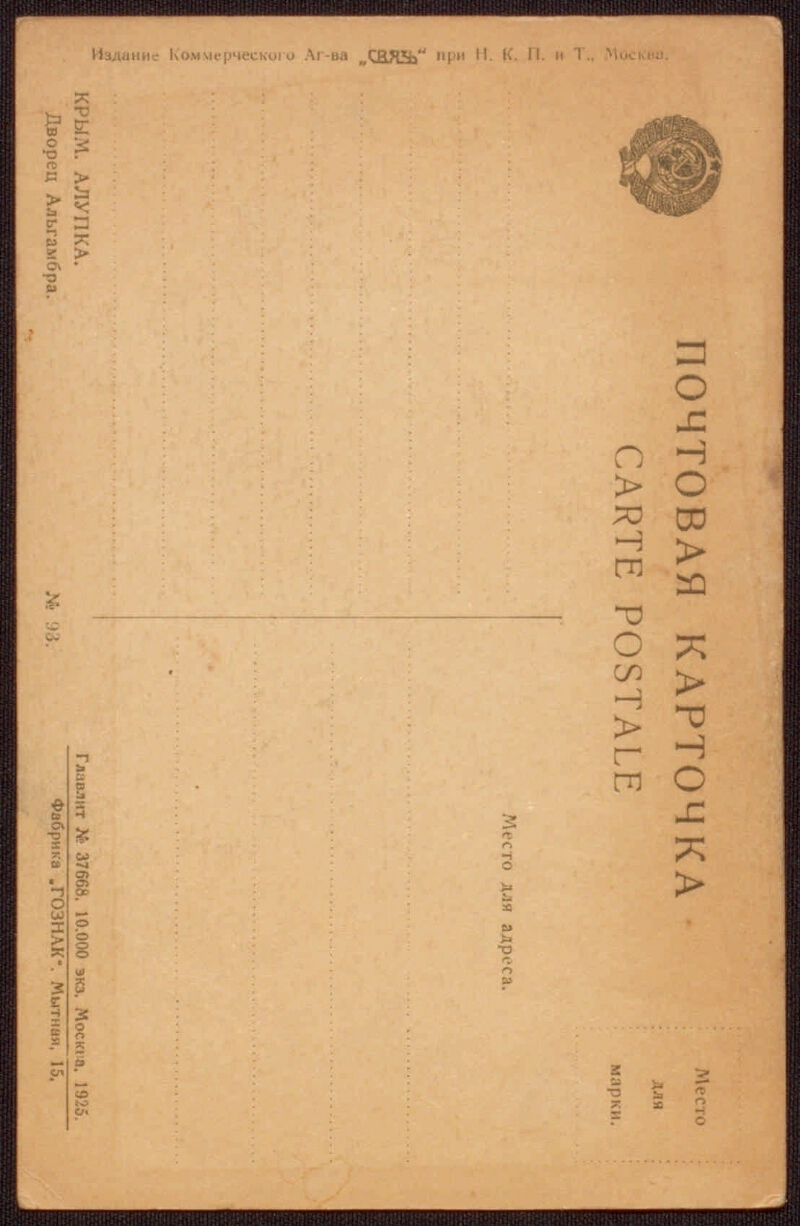 ПОЧТОВАЯ КАРТОЧКА
CARTE POSTALE
Место
для
марки.
Место для адреса.
Издание Коммерческого Аг-ва „СВЯЗЬ“ при Н. К. П. и Т., Москва.
КРЫМ. АЛУПКА.
Дворец Альгамбра.
№ 93.
Главлит № 37668. 10.000 экз. Москва, 1925.
Фабрика „ГОЗНАК“. Мытная, 15.